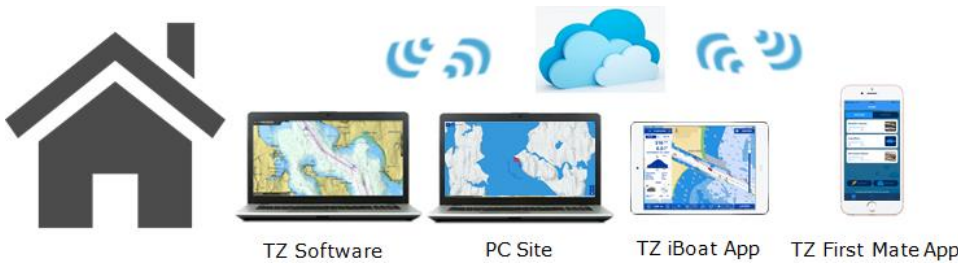 TZ Software
PC Site
TZ iBoat App
TZ First Mate App